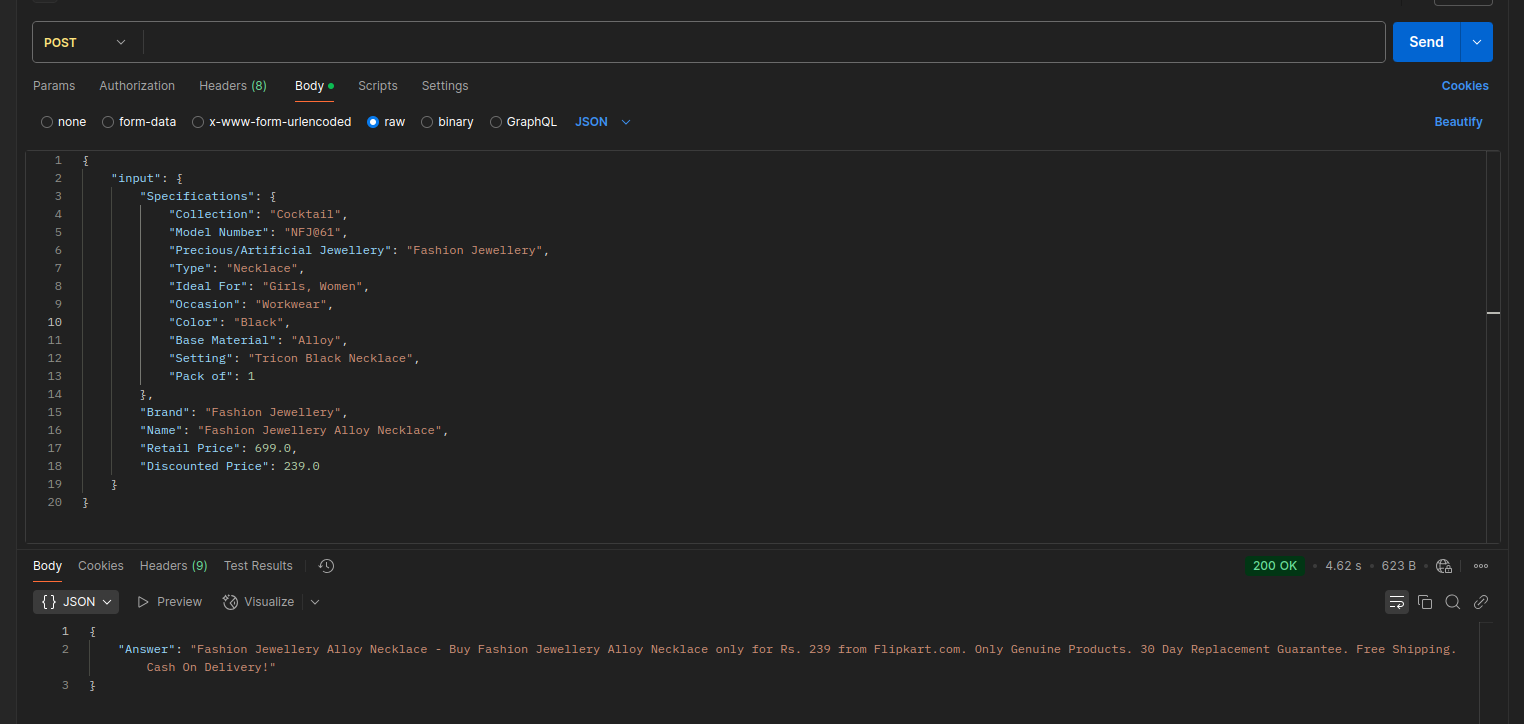 POST
Send
Params Authorization Headers (8) Body Scripts Settings Cookies
none form-data x-www-form-urlencoded raw binary GraphQL JSON Beautify
1 {
2 "input": {
3 "Specifications": {
4 "Collection": "Cocktail",
5 "Model Number": "NFJ@61",
6 "Precious/Artificial Jewellery": "Fashion Jewellery",
7 "Type": "Necklace",
8 "Ideal For": "Girls, Women",
9 "Occasion": "Workwear",
10 "Color": "Black",
11 "Base Material": "Alloy",
12 "Setting": "Tricon Black Necklace",
13 "Pack of": 1
14 },
15 "Brand": "Fashion Jewellery",
16 "Name": "Fashion Jewellery Alloy Necklace",
17 "Retail Price": 699.0,
18 "Discounted Price": 239.0
19 }
20 }
Body Cookies Headers (9) Test Results 200 OK • 4.62 s • 623 B •
{} JSON Preview Visualize
1 {
2 "Answer": "Fashion Jewellery Alloy Necklace - Buy Fashion Jewellery Alloy Necklace only for Rs. 239 from Flipkart.com. Only Genuine Products. 30 Day Replacement Guarantee. Free Shipping.
Cash On Delivery!"
3 }